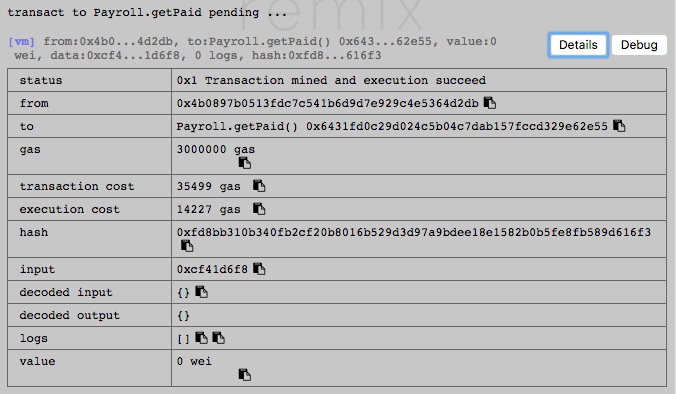 remix
transact to Payroll.getPaid pending ...
[vm] from:0x4b0...4d2db, to:Payroll.getPaid() 0x643...62e55, value:0
wei, data:0xcf4...1d6f8, 0 logs, hash:0xfd8...616f3
Details
Debug
status 0x1 Transaction mined and execution succeed
from 0x4b0897b0513fdc7c541b6d9d7e929c4e5364d2db
to Payroll.getPaid() 0x6431fd0c29d024c5b04c7dab157fccd329e62e55
gas 3000000 gas
transaction cost 35499 gas
execution cost 14227 gas
hash 0xfd8bb310b340fb2cf20b8016b529d3d97a9bdee18e1582b0b5fe8fb589d616f3
input 0xcf41d6f8
decoded input {}
decoded output {}
logs []
value 0 wei